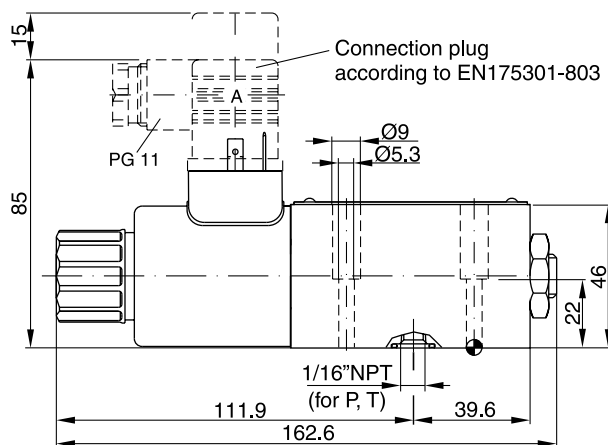 15
Connection plug
according to EN175301-803
A
Ø9
PG 11
Ø5.3
85
46
22
1/16”NPT
(for P, T)
111.9
39.6
162.6